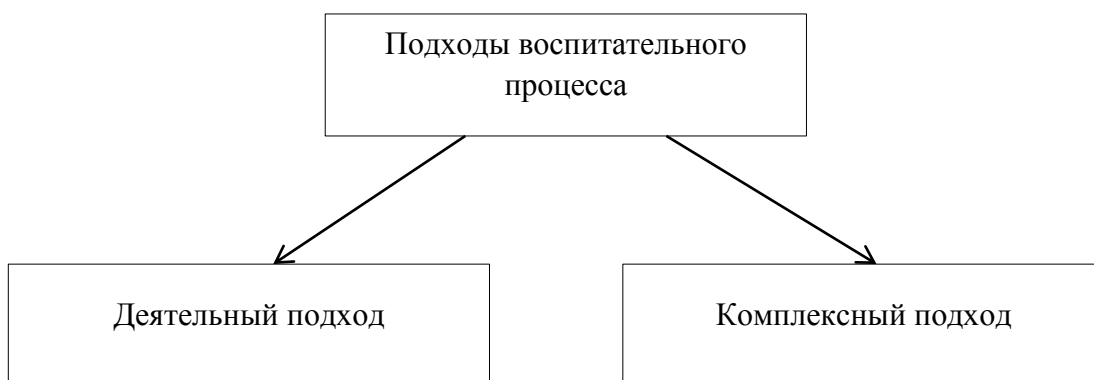 Подходы воспитательного
процесса
Деятельный подход
Комплексный подход